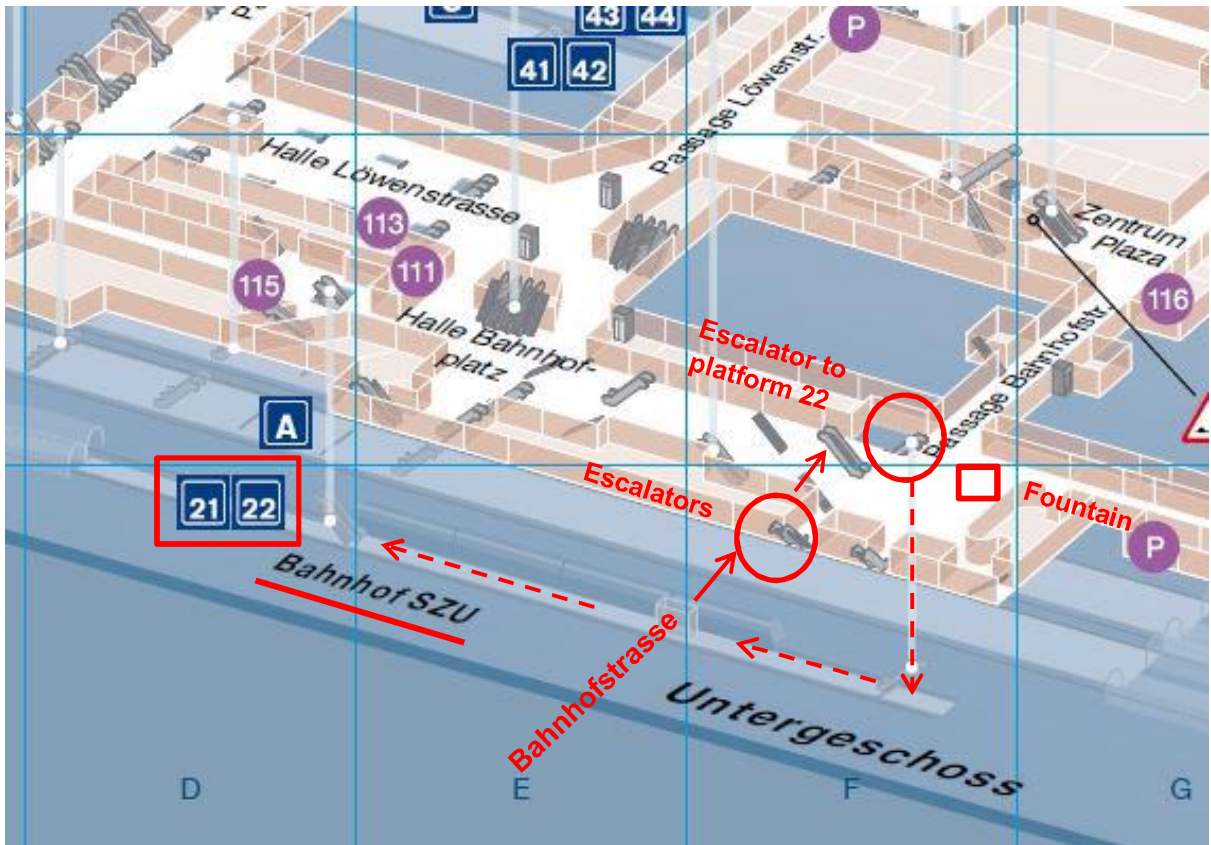 43 44
P
41 42
Passage Löwenstr.
Halle Löwenstrasse
113
111
115
Zentrum
Plaza
116
Halle Bahnhof-
platz
Passage Bahnhofstr.
Escalator to
platform 22
A
21 22
Escalators
Fountain
P
Bahnhof SZU
Bahnhofstrasse
Untergeschoss
D E F G